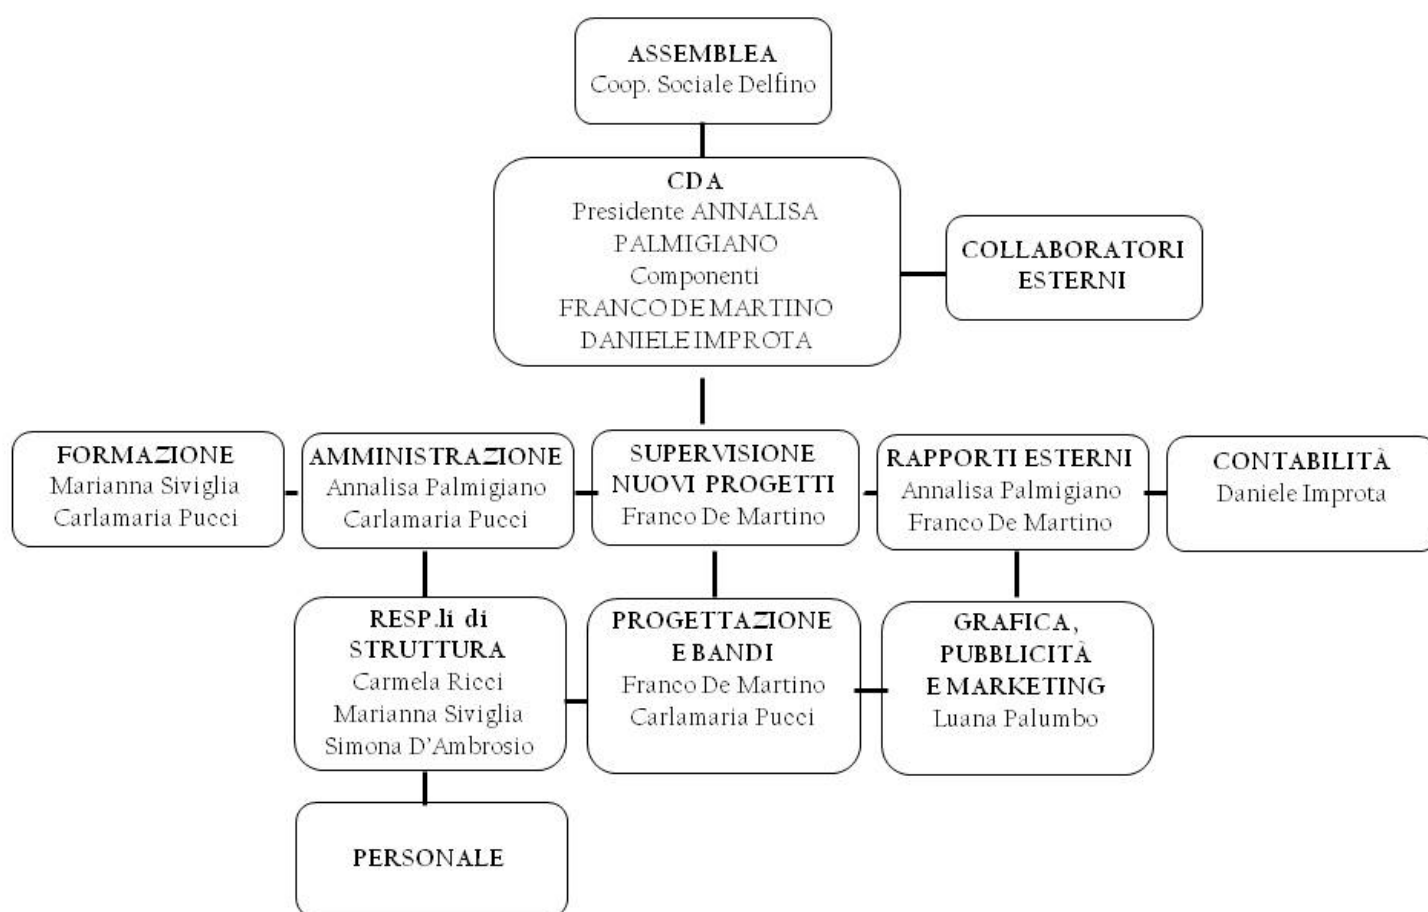 ASSEMBLEA
Coop. Sociale Delfino
CDA
Presidente ANNALISA
PALMIGIANO
Componenti
FRANCO DE MARTINO
DANIELE IMPROTA
COLLABORATORI
ESTERNI
FORMAZIONE
Marianna Siviglia
Carlamaria Pucci
AMMINISTRAZIONE
Annalisa Palmigiano
Carlamaria Pucci
SUPERVISIONE
NUOVI PROGETTI
Franco De Martino
RAPPORTI ESTERNI
Annalisa Palmigiano
Franco De Martino
CONTABILITÀ
Daniele Improta
RESP.li di
STRUTTURA
Carmela Ricci
Marianna Siviglia
Simona D'Ambrosio
PROGETTAZIONE
E BANDI
Franco De Martino
Carlamaria Pucci
GRAFICA,
PUBBLICITÀ
E MARKETING
Luana Palumbo
PERSONALE